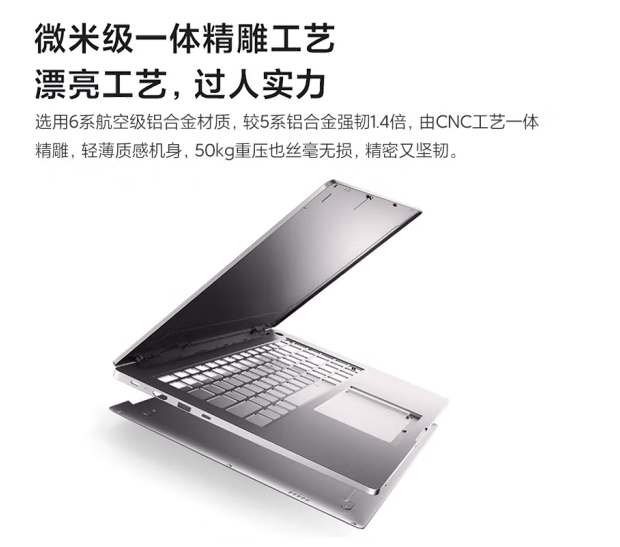 微米级一体精雕工艺
漂亮工艺，过人实力
选用6系航空级铝合金材质，较5系铝合金强韧1.4倍，由CNC工艺一体
精雕，轻薄质感机身，50kg重压也丝毫无损，精密又坚韧。